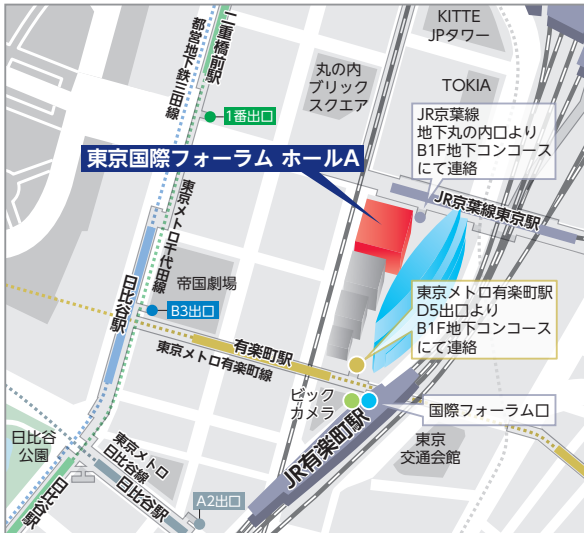 KITTE
JPタワー
二重橋前駅
都営地下鉄三田線
丸の内
ブリック
スクエア
TOKIA
1番出口
JR京葉線
地下丸の内口より
B1F地下コンコース
にて連絡
東京国際フォーラム ホールA
JR京葉線東京駅
東京メトロ千代田線
日比谷駅
帝国劇場
B3出口
東京メトロ有楽町駅
D5出口より
B1F地下コンコース
にて連絡
有楽町駅
東京メトロ有楽町線
ビック
カメラ
国際フォーラム口
JR有楽町駅
東京
交通会館
日比谷
公園
東京メトロ
日比谷線
日比谷駅
日比谷駅
A2出口